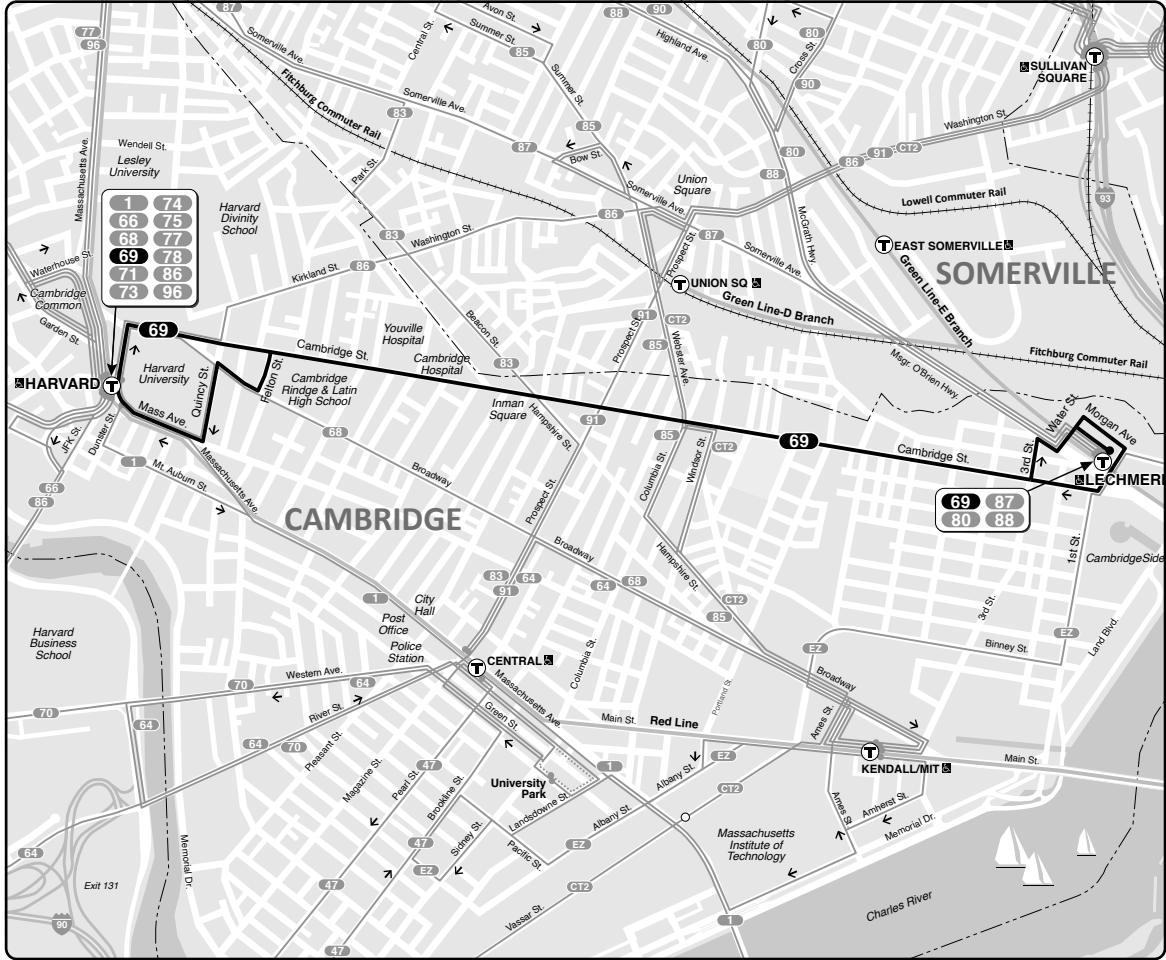 87
Avon St.
88
90
77
96
Somerville Ave.
Central St.
Summer St.
85
Highland Ave.
80
80
Cross St.
SULLIVAN
SQUARE
T
Fitchburg Commuter Rail
Summer St.
90
Somerville Ave.
83
Washington St.
Massachusetts Ave.
Wendell St.
Lesley
University
85
87
Bow St.
80
86
91
CT2
Park St.
88
Union
Square
Lowell Commuter Rail
93
1 74
66 75
68 77
69 78
71 86
73 96
Harvard
Divinity
School
Somerville Ave.
86
McGrath Hwy.
83
Washington St.
87
Prospect St.
Somerville Ave.
T
EAST SOMERVILLE
SOMERVILLE
Waterhouse St.
Kirkland St.
86
Green Line-E Branch
Cambridge
Common
T
UNION SQ
Green Line-D Branch
Garden St.
69
Beacon St.
91
CT2
Youville
Hospital
Prospect St.
85
Webster Ave.
Cambridge St.
Fitchburg Commuter Rail
Msgr. O'Brien Hwy.
Cambridge
Hospital
83
HARVARD
T
Harvard
University
Quincy St.
Felton St.
Cambridge
Rindge & Latin
High School
Inman
Square
Hampshire St.
Mass Ave.
Water St.
Morgan Ave
JFK St.
Dunster St.
68
91
85
CT2
69
Cambridge St.
3rd St.
T
LECHMERE
1
Mt. Auburn St.
Massachusetts Ave.
Broadway
Columbia St.
Windsor St.
66
86
Prospect St.
69 87
80 88
CAMBRIDGE
Broadway
Hampshire St.
1st St.
CambridgeSide
83
64
91
64
68
1
City
Hall
CT2
85
3rd St.
Land Blvd.
Post
Office
Harvard
Business
School
Police
Station
EZ
EZ
Binney St.
Columbia St.
T
CENTRAL
Western Ave.
70
64
Massachusetts Ave.
Portland St.
Broadway
70
64
River St.
Green St.
Main St.
Red Line
Ames St.
64
70
Pleasant St.
T
KENDALL/MIT
Main St.
EZ
47
1
Magazine St.
Pearl St.
Brookline St.
University
Park
Albany St.
CT2
Landsdowne St.
Albany St.
Ames St.
Amherst St.
Memorial Dr.
Sidney St.
Pacific St.
47
EZ
64
Memorial Dr.
EZ
Massachusetts
Institute of
Technology
Exit 131
47
CT2
Vassar St.
90
1
Charles River
47